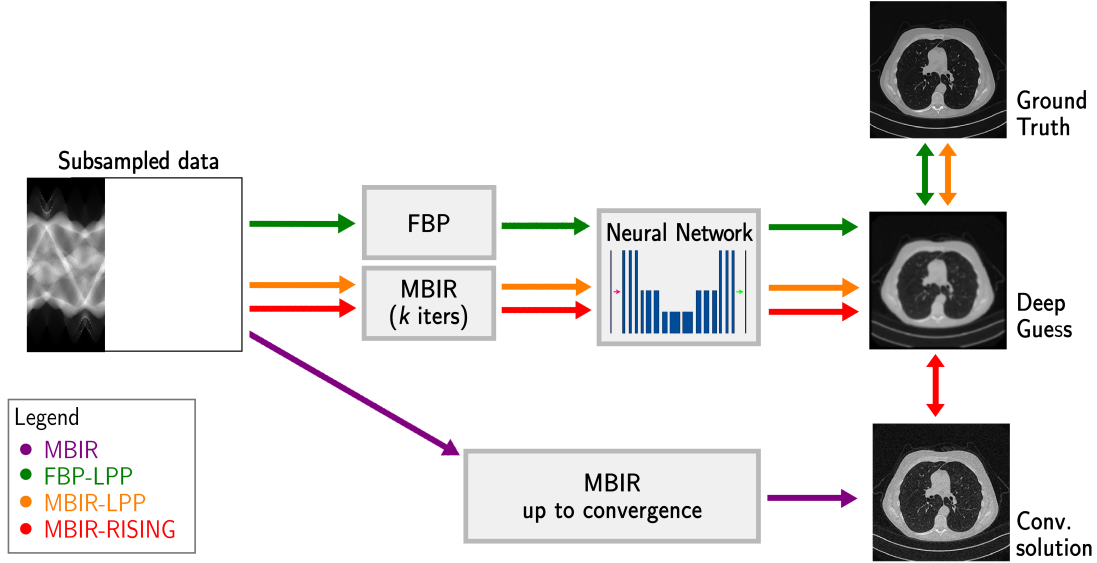 Subsampled data
FBP
MBIR
(k iters)
Neural Network
Ground
Truth
Deep
Guess
Legend
MBIR
FBP-LPP
MBIR-LPP
MBIR-RISING
MBIR
up to convergence
Conv.
solution